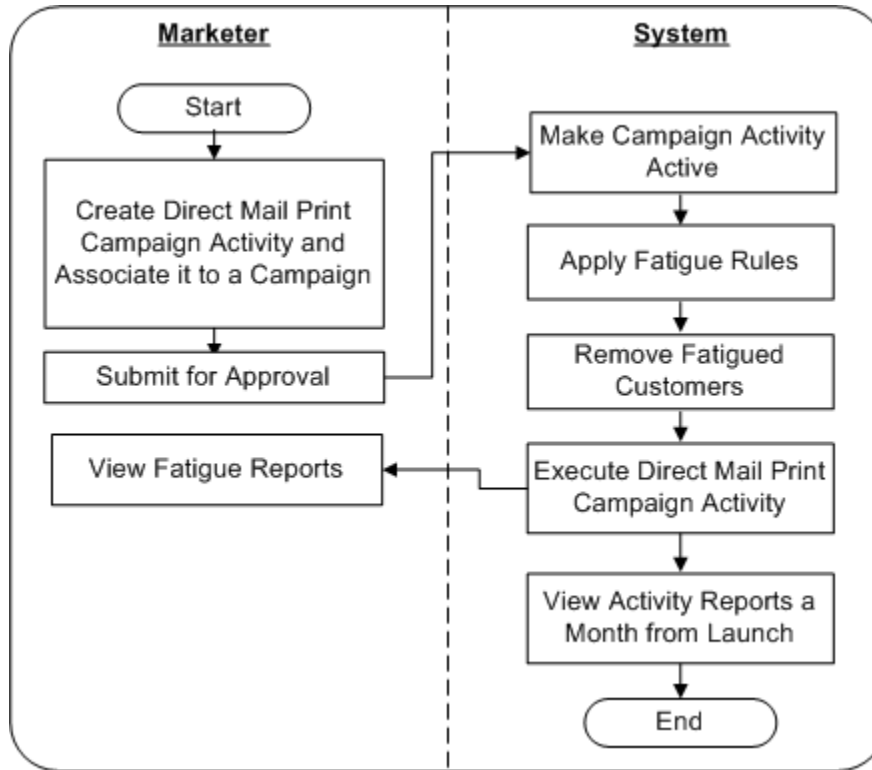 Marketer
Start
Create Direct Mail Print
Campaign Activity and
Associate it to a Campaign
Submit for Approval
View Fatigue Reports
System
Make Campaign Activity
Active
Apply Fatigue Rules
Remove Fatigued
Customers
Execute Direct Mail Print
Campaign Activity
View Activity Reports a
Month from Launch
End